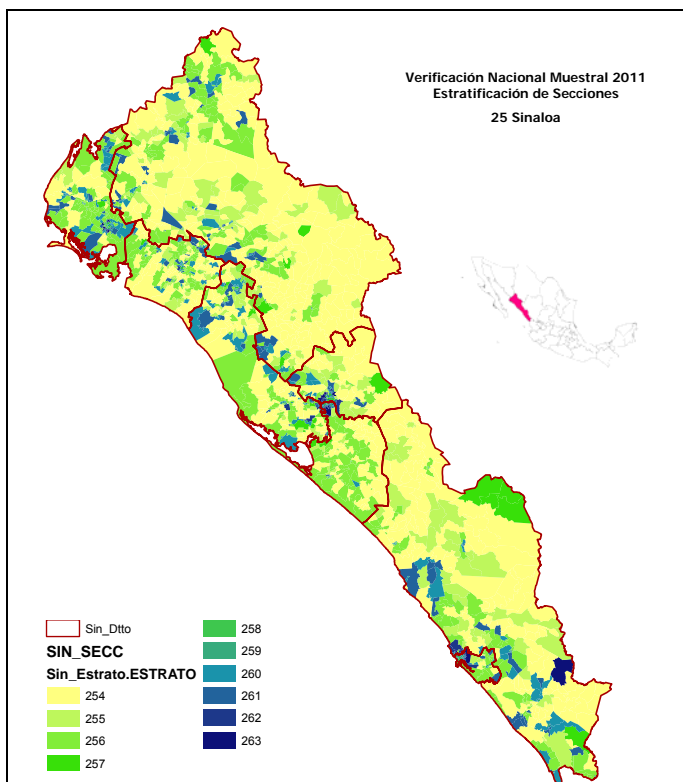 Verificación Nacional Muestral 2011
Estratificación de Secciones
25 Sinaloa
Sin_Dtto
SIN_SECC
Sin_Estrato.ESTRATO
254
255
256
257
258
259
260
261
262
263